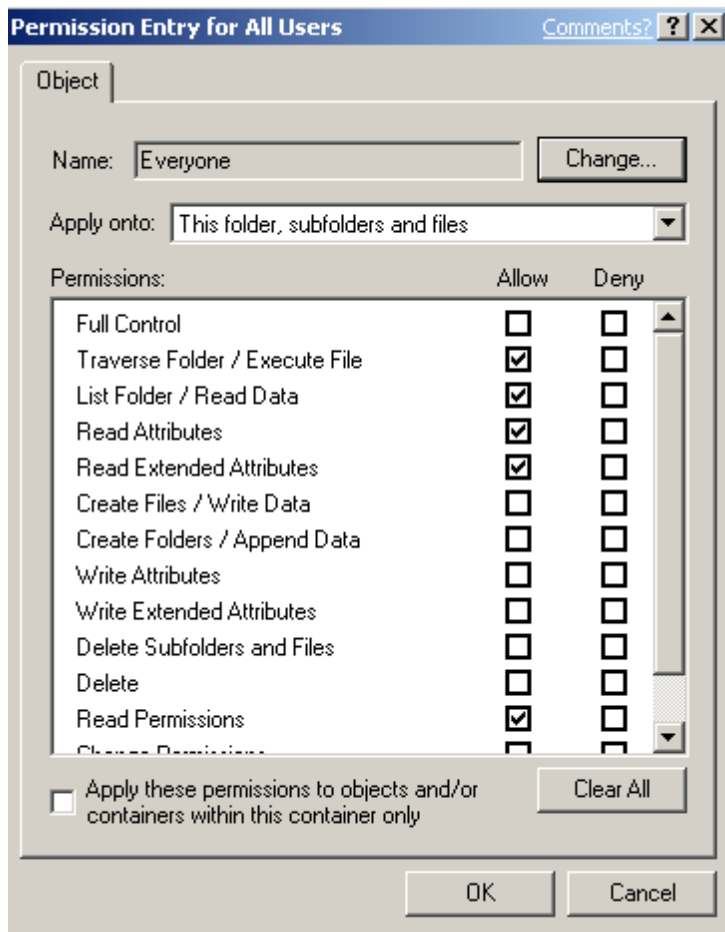 Permission Entry for All Users Comments? ? X
Object
Name: Everyone Change...
Apply onto: This folder, subfolders and files
Permissions: Allow Deny
Full Control
Traverse Folder / Execute File
List Folder / Read Data
Read Attributes
Read Extended Attributes
Create Files / Write Data
Create Folders / Append Data
Write Attributes
Write Extended Attributes
Delete Subfolders and Files
Delete
Read Permissions
Change Permissions
Apply these permissions to objects and/or
containers within this container only
Clear All
OK Cancel